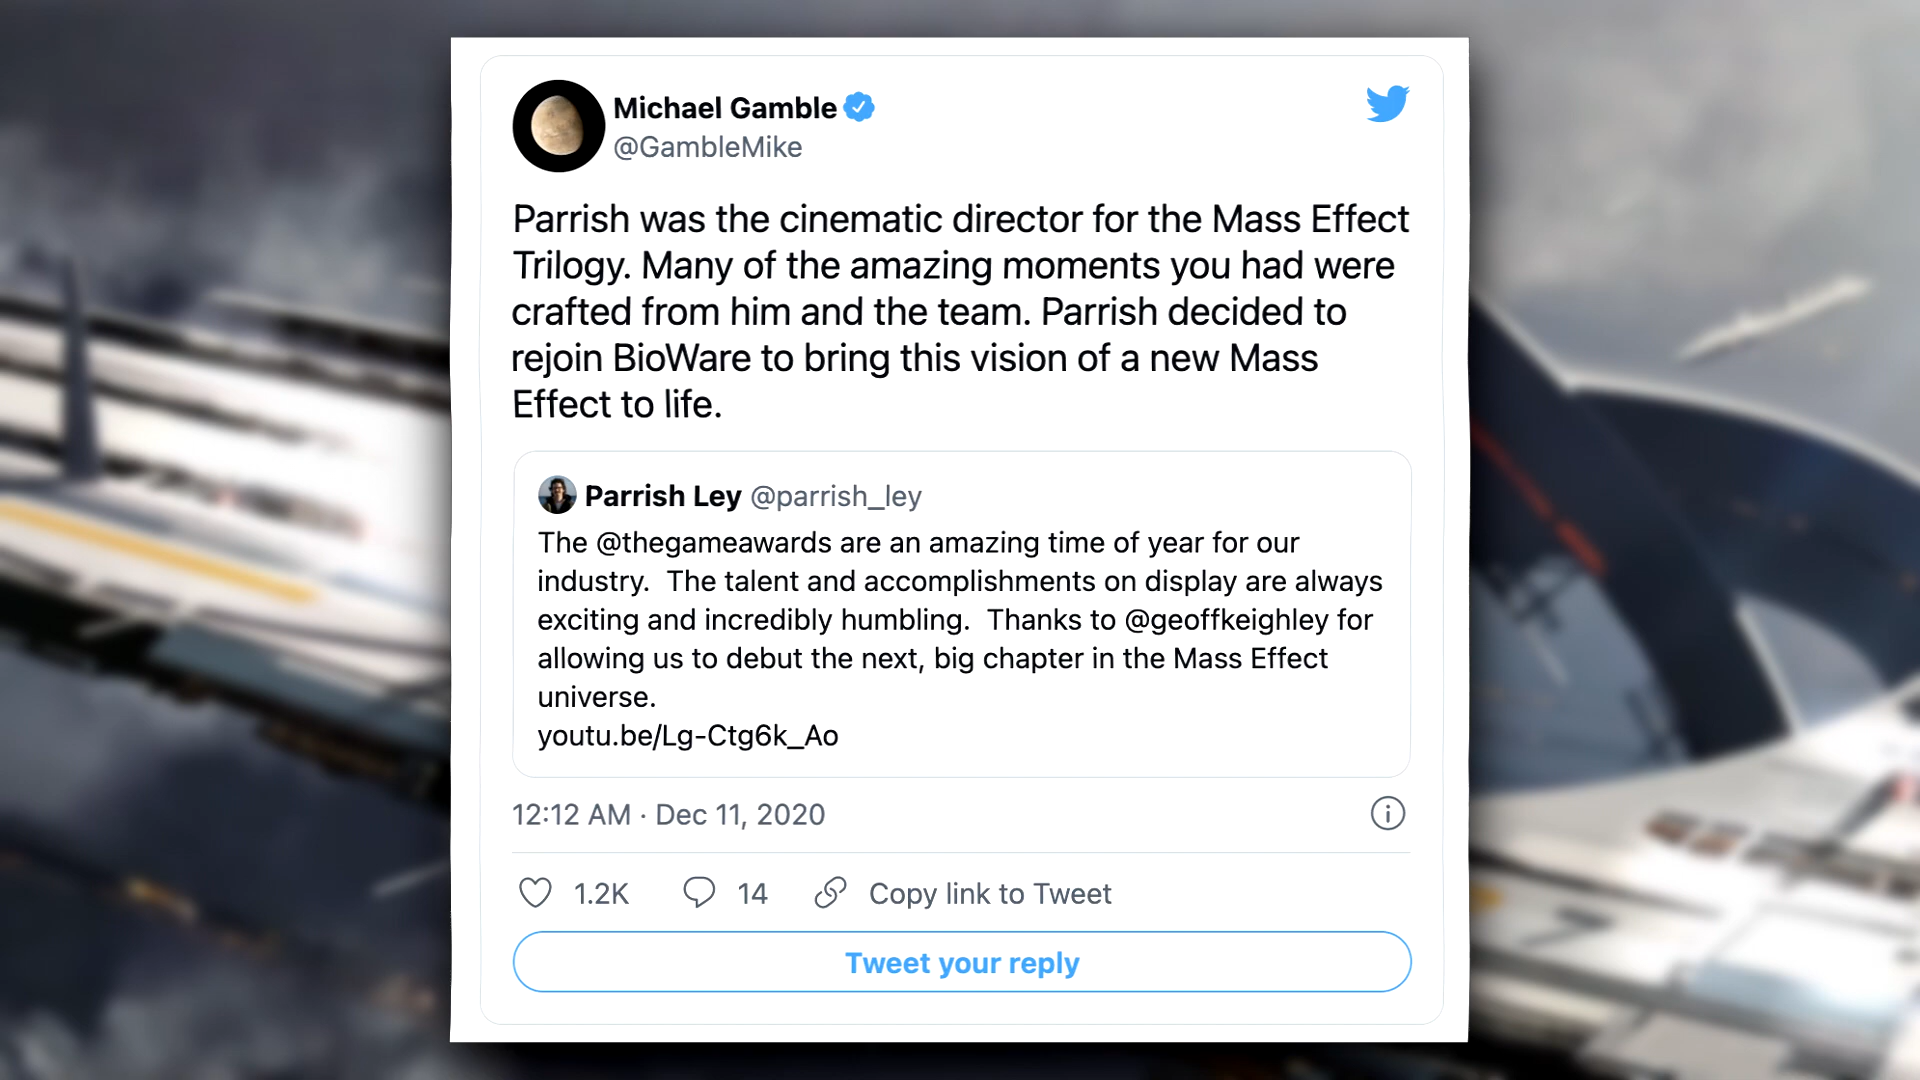 Michael Gamble
@GambleMike
Parrish was the cinematic director for the Mass Effect
Trilogy. Many of the amazing moments you had were
crafted from him and the team. Parrish decided to
rejoin BioWare to bring this vision of a new Mass
Effect to life.
Parrish Ley @parrish_ley
The @thegameawards are an amazing time of year for our
industry.  The talent and accomplishments on display are always
exciting and incredibly humbling.  Thanks to @geoffkeighley for
allowing us to debut the next, big chapter in the Mass Effect
universe.
youtu.be/Lg-Ctg6k_Ao
12:12 AM · Dec 11, 2020
1.2K 14 Copy link to Tweet
Tweet your reply